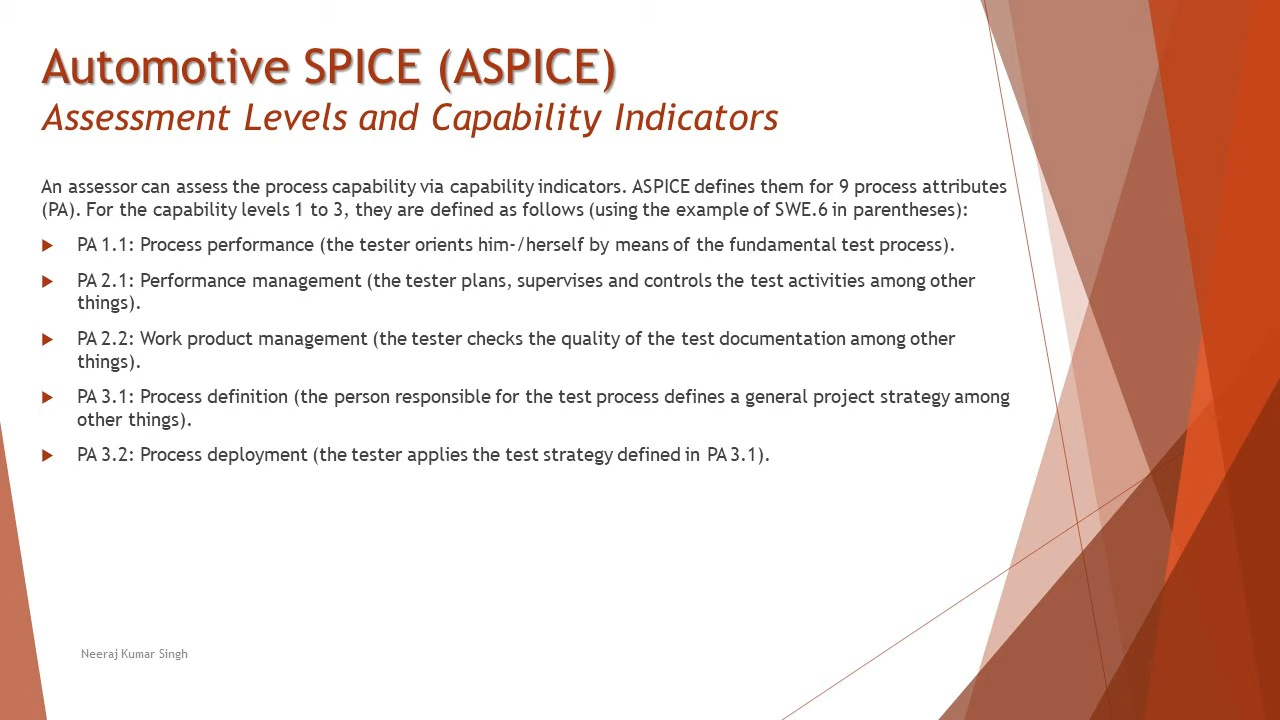 Automotive SPICE (ASPICE)
Assessment Levels and Capability Indicators
An assessor can assess the process capability via capability indicators. ASPICE defines them for 9 process attributes
(PA). For the capability levels 1 to 3, they are defined as follows (using the example of SWE.6 in parentheses):
PA 1.1: Process performance (the tester orients him-/herself by means of the fundamental test process).
PA 2.1: Performance management (the tester plans, supervises and controls the test activities among other
things).
PA 2.2: Work product management (the tester checks the quality of the test documentation among other
things).
PA 3.1: Process definition (the person responsible for the test process defines a general project strategy among
other things).
PA 3.2: Process deployment (the tester applies the test strategy defined in PA 3.1).
Neeraj Kumar Singh